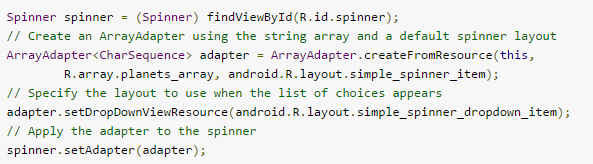 Spinner spinner = (Spinner) findViewById(R.id.spinner);
// Create an ArrayAdapter using the string array and a default spinner layout
ArrayAdapter<CharSequence> adapter = ArrayAdapter.createFromResource(this,
        R.array.planets_array, android.R.layout.simple_spinner_item);
// Specify the layout to use when the list of choices appears
adapter.setDropDownViewResource(android.R.layout.simple_spinner_dropdown_item);
// Apply the adapter to the spinner
spinner.setAdapter(adapter);